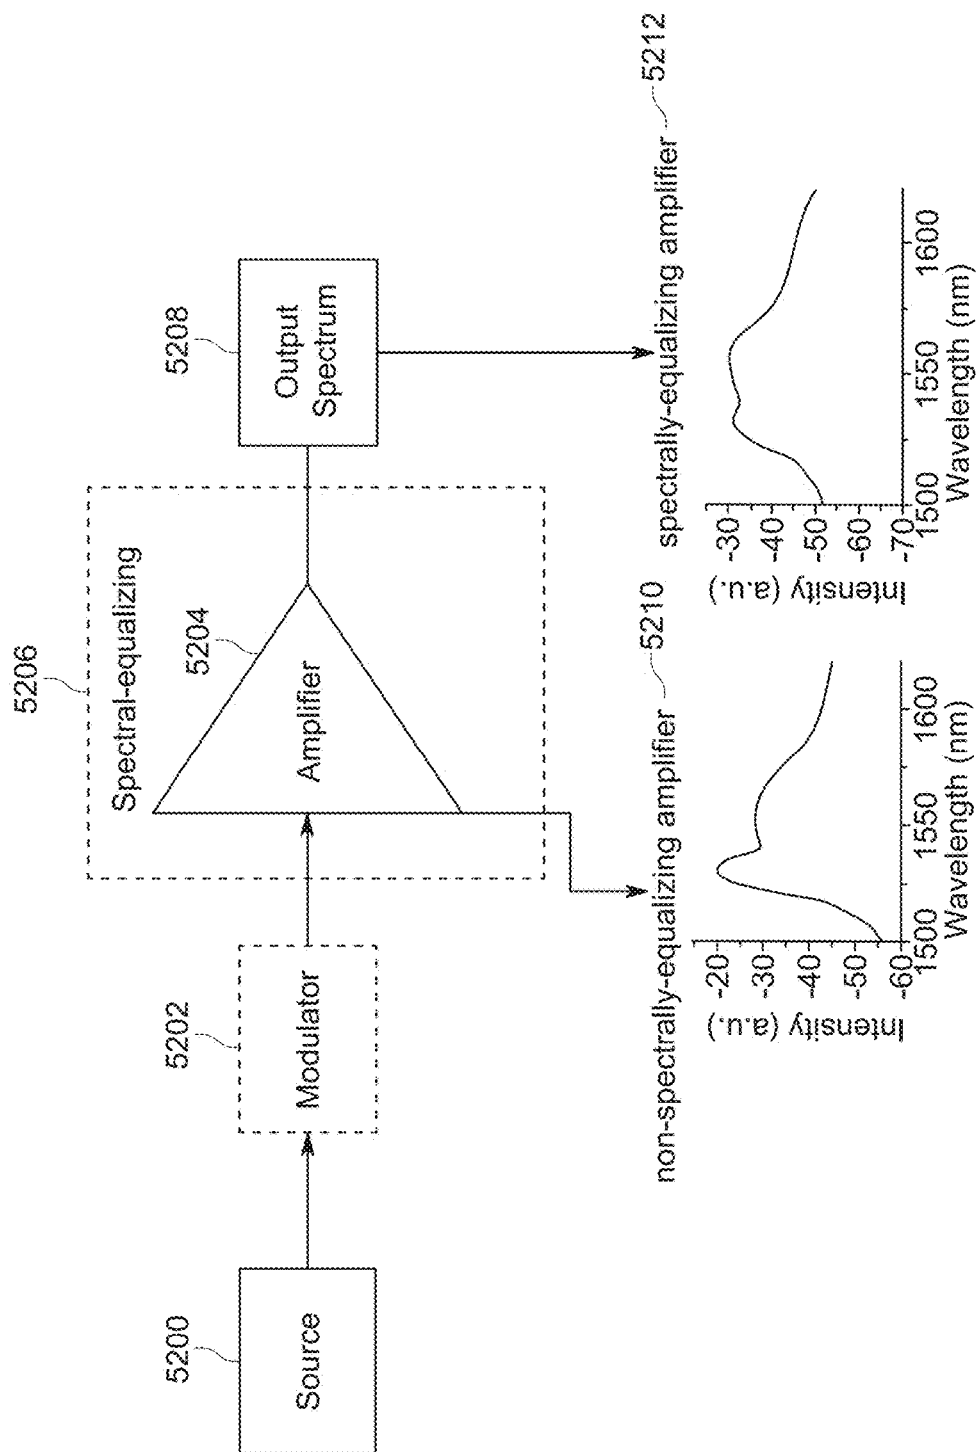 5206
Spectral-equalizing
5208
5204
5202
5200
Source
Modulator
Amplifier
Output
Spectrum
non-spectrally-equalizing amplifier
5210
spectrally-equalizing amplifier
5212
Intensity (a.u.)
-20
-30
-40
-50
-60
1500
1550
1600
Wavelength (nm)
Intensity (a.u.)
-30
-40
-50
-60
-70
1500
1550
1600
Wavelength (nm)